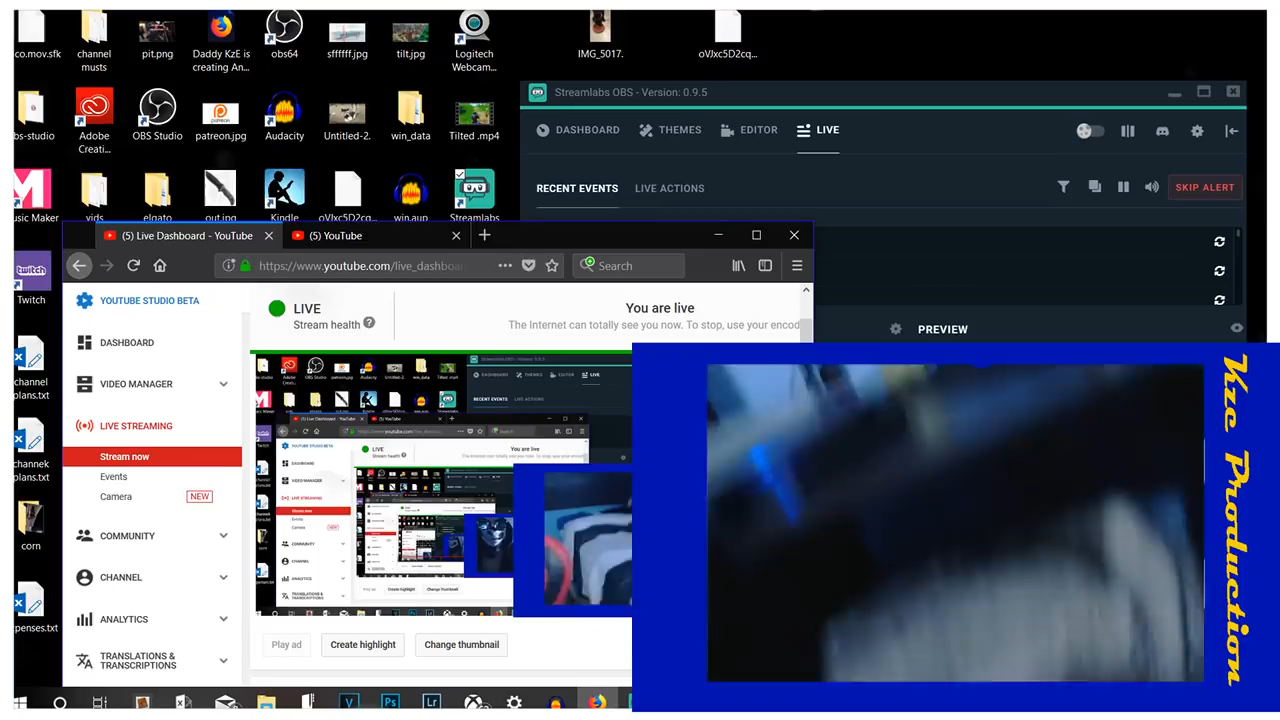 co.mov.sfk
channel
musts
pit.png
Daddy KzE is
creating An...
obs64
sffffff.jpg
tilt.jpg
Logitech
Webcam...
IMG_5017.
oVJxc5D2cq...
bs-studio
Adobe
Creati...
OBS Studio
patreon.jpg
Audacity
Untitled-2.
win_data
Tilted .mp4
usic Maker
vids
elgato
out.jpg
Kindle
oVJxc5D2cq...
win.aup
Streamlabs
Streamlabs OBS - Version: 0.9.5
DASHBOARD
THEMES
EDITOR
LIVE
RECENT EVENTS
LIVE ACTIONS
SKIP ALERT
PREVIEW
(5) Live Dashboard - YouTube
(5) YouTube
https://www.youtube.com/live_dashboa
Search
Twitch
channel
plans.txt
channek
plans.txt
corn
penses.txt
YOUTUBE STUDIO BETA
DASHBOARD
VIDEO MANAGER
LIVE STREAMING
Stream now
Events
Camera
NEW
COMMUNITY
CHANNEL
ANALYTICS
TRANSLATIONS &
TRANSCRIPTIONS
LIVE
Stream health
You are live
The Internet can totally see you now. To stop, use your encod
Play ad
Create highlight
Change thumbnail
Production